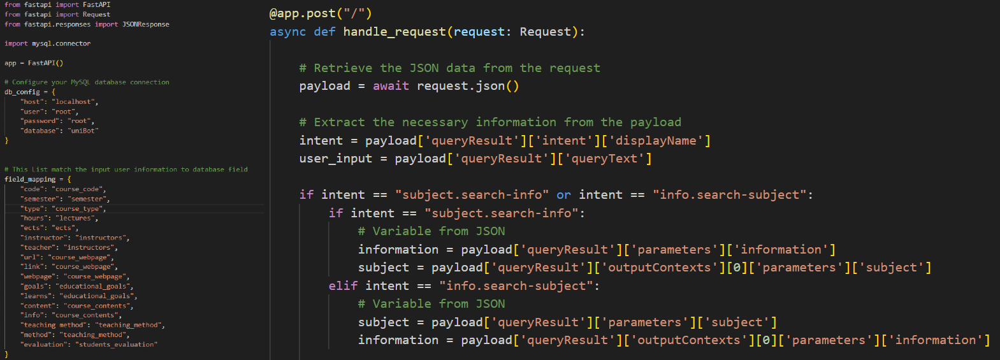 from fastapi import FastAPI
from fastapi import Request
from fastapi.responses import JSONResponse
import mysql.connector
app = FastAPI()
# Configure your MySQL database connection
db_config = {
"host": "localhost",
"user": "root",
"password": "root",
"database": "uniBot"
}
# This List match the input user information to database field
field_mapping = {
"code": "course_code",
"semester": "semester",
"type": "course_type",
"hours": "lectures",
"ects": "ects",
"instructor": "instructors",
"teacher": "instructors",
"url": "course_webpage",
"link": "course_webpage",
"webpage": "course_webpage",
"goals": "educational_goals",
"learns": "educational_goals",
"content": "course_contents",
"info": "course_contents",
"teaching method": "teaching_method",
"method": "teaching_method",
"evaluation": "students_evaluation"
}
@app.post("/")
async def handle_request(request: Request):
# Retrieve the JSON data from the request
payload = await request.json()
# Extract the necessary information from the payload
intent = payload['queryResult']['intent']['displayName']
user_input = payload['queryResult']['queryText']
if intent == "subject.search-info" or intent == "info.search-subject":
if intent == "subject.search-info":
# Variable from JSON
information = payload['queryResult']['parameters']['information']
subject = payload['queryResult']['outputContexts'][0]['parameters']['subject']
elif intent == "info.search-subject":
# Variable from JSON
subject = payload['queryResult']['parameters']['subject']
information = payload['queryResult']['outputContexts'][0]['parameters']['information']